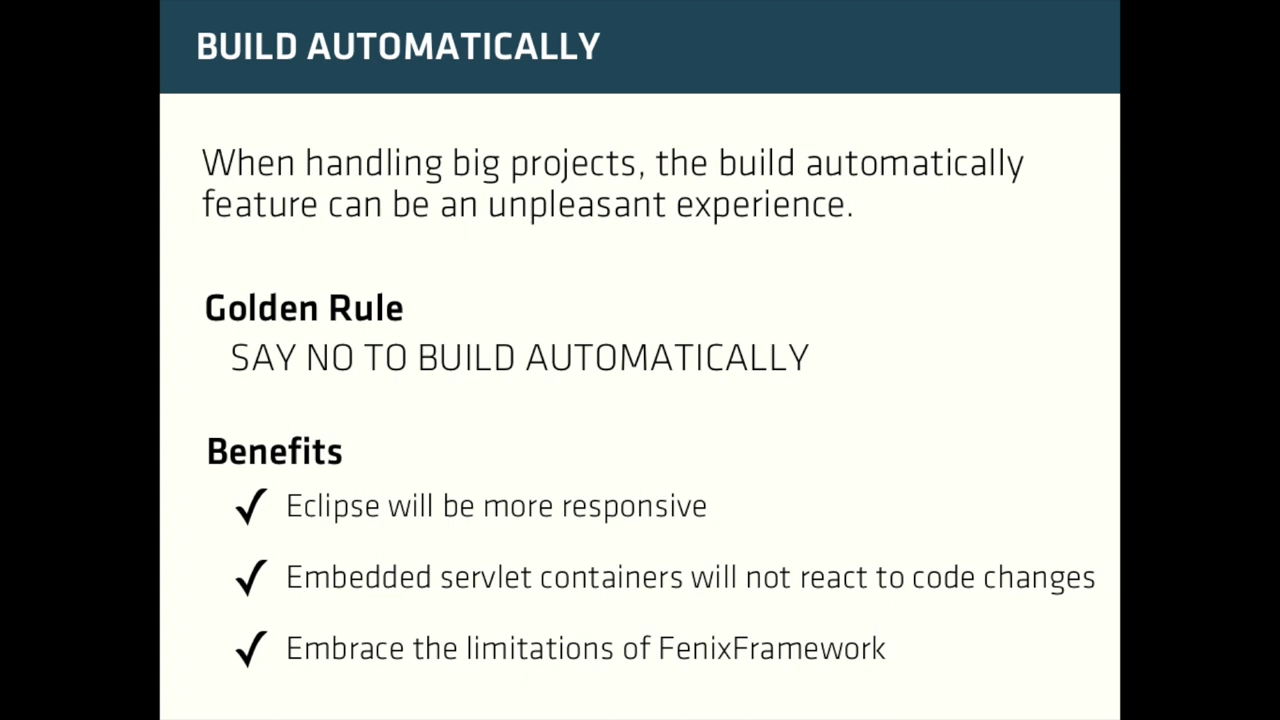 BUILD AUTOMATICALLY
When handling big projects, the build automatically
feature can be an unpleasant experience.
Golden Rule
SAY NO TO BUILD AUTOMATICALLY
Benefits
✓ Eclipse will be more responsive
✓ Embedded servlet containers will not react to code changes
✓ Embrace the limitations of FenixFramework